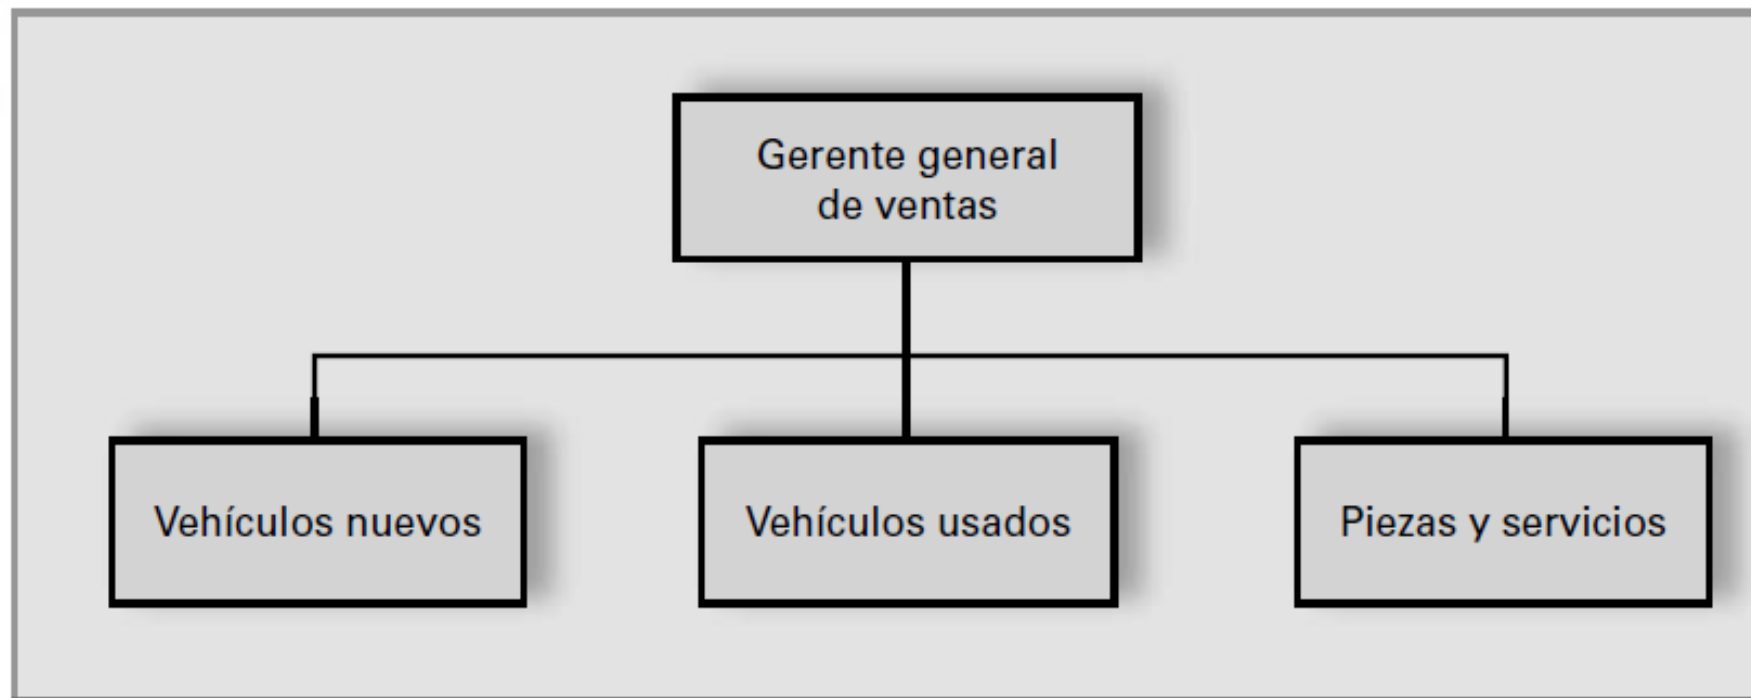 Gerente general
de ventas
Vehículos nuevos
Vehículos usados
Piezas y servicios